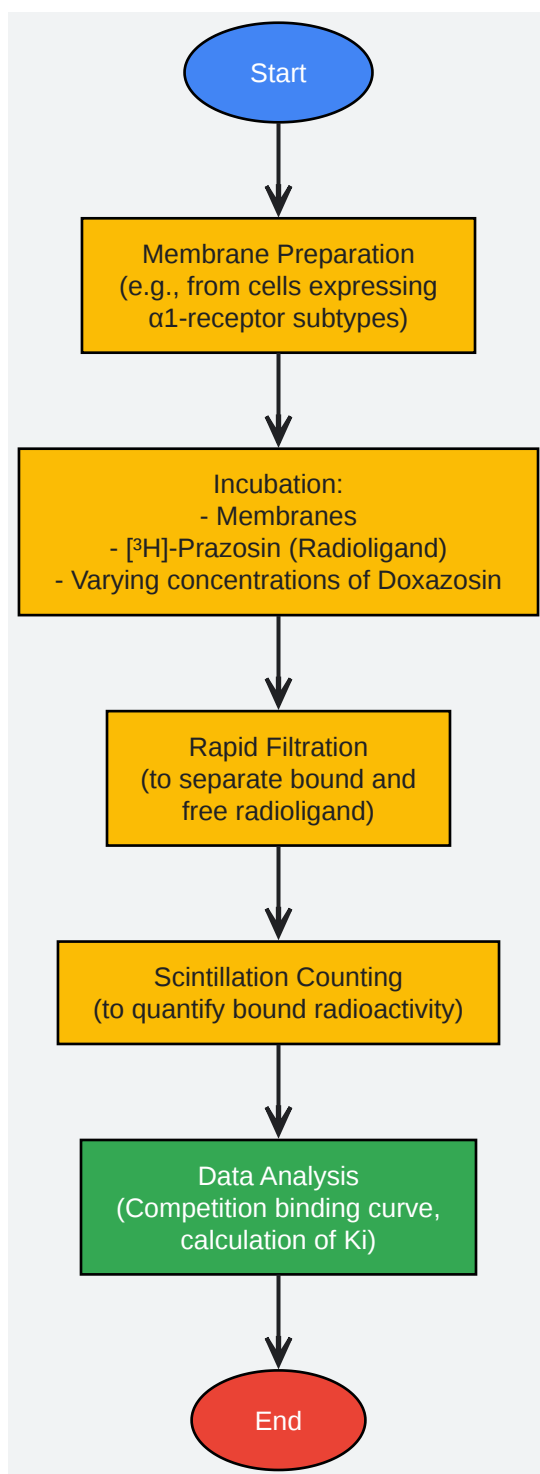 Start
Membrane Preparation
(e.g., from cells expressing
α1-receptor subtypes)
Incubation:
- Membranes
- [³H]-Prazosin (Radioligand)
- Varying concentrations of Doxazosin
Rapid Filtration
(to separate bound and
free radioligand)
Scintillation Counting
(to quantify bound radioactivity)
Data Analysis
(Competition binding curve,
calculation of Ki)
End